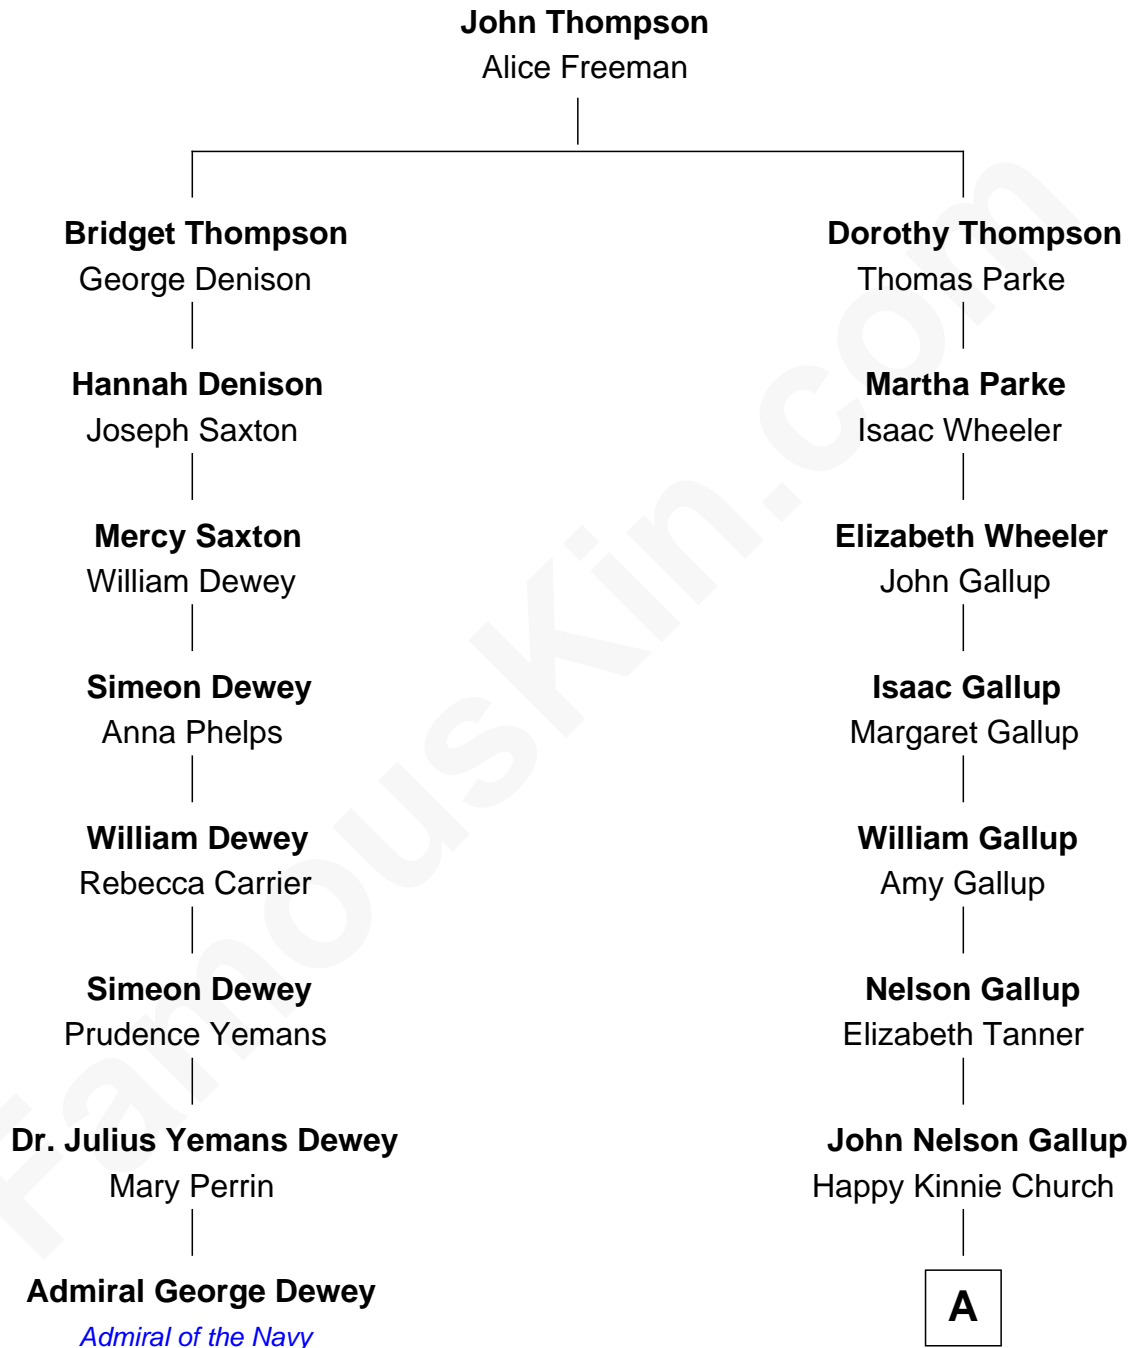 John Thompson
Alice Freeman
Bridget Thompson
George Denison
Hannah Denison
Joseph Saxton
Mercy Saxton
William Dewey
Simeon Dewey
Anna Phelps
William Dewey
Rebecca Carrier
Simeon Dewey
Prudence Yemans
Dr. Julius Yemans Dewey
Mary Perrin
Admiral George Dewey
Admiral of the Navy
Dorothy Thompson
Thomas Parke
Martha Parke
Isaac Wheeler
Elizabeth Wheeler
John Gallup
Isaac Gallup
Margaret Gallup
William Gallup
Amy Gallup
Nelson Gallup
Elizabeth Tanner
John Nelson Gallup
Happy Kinnie Church
A
FamousKin.com